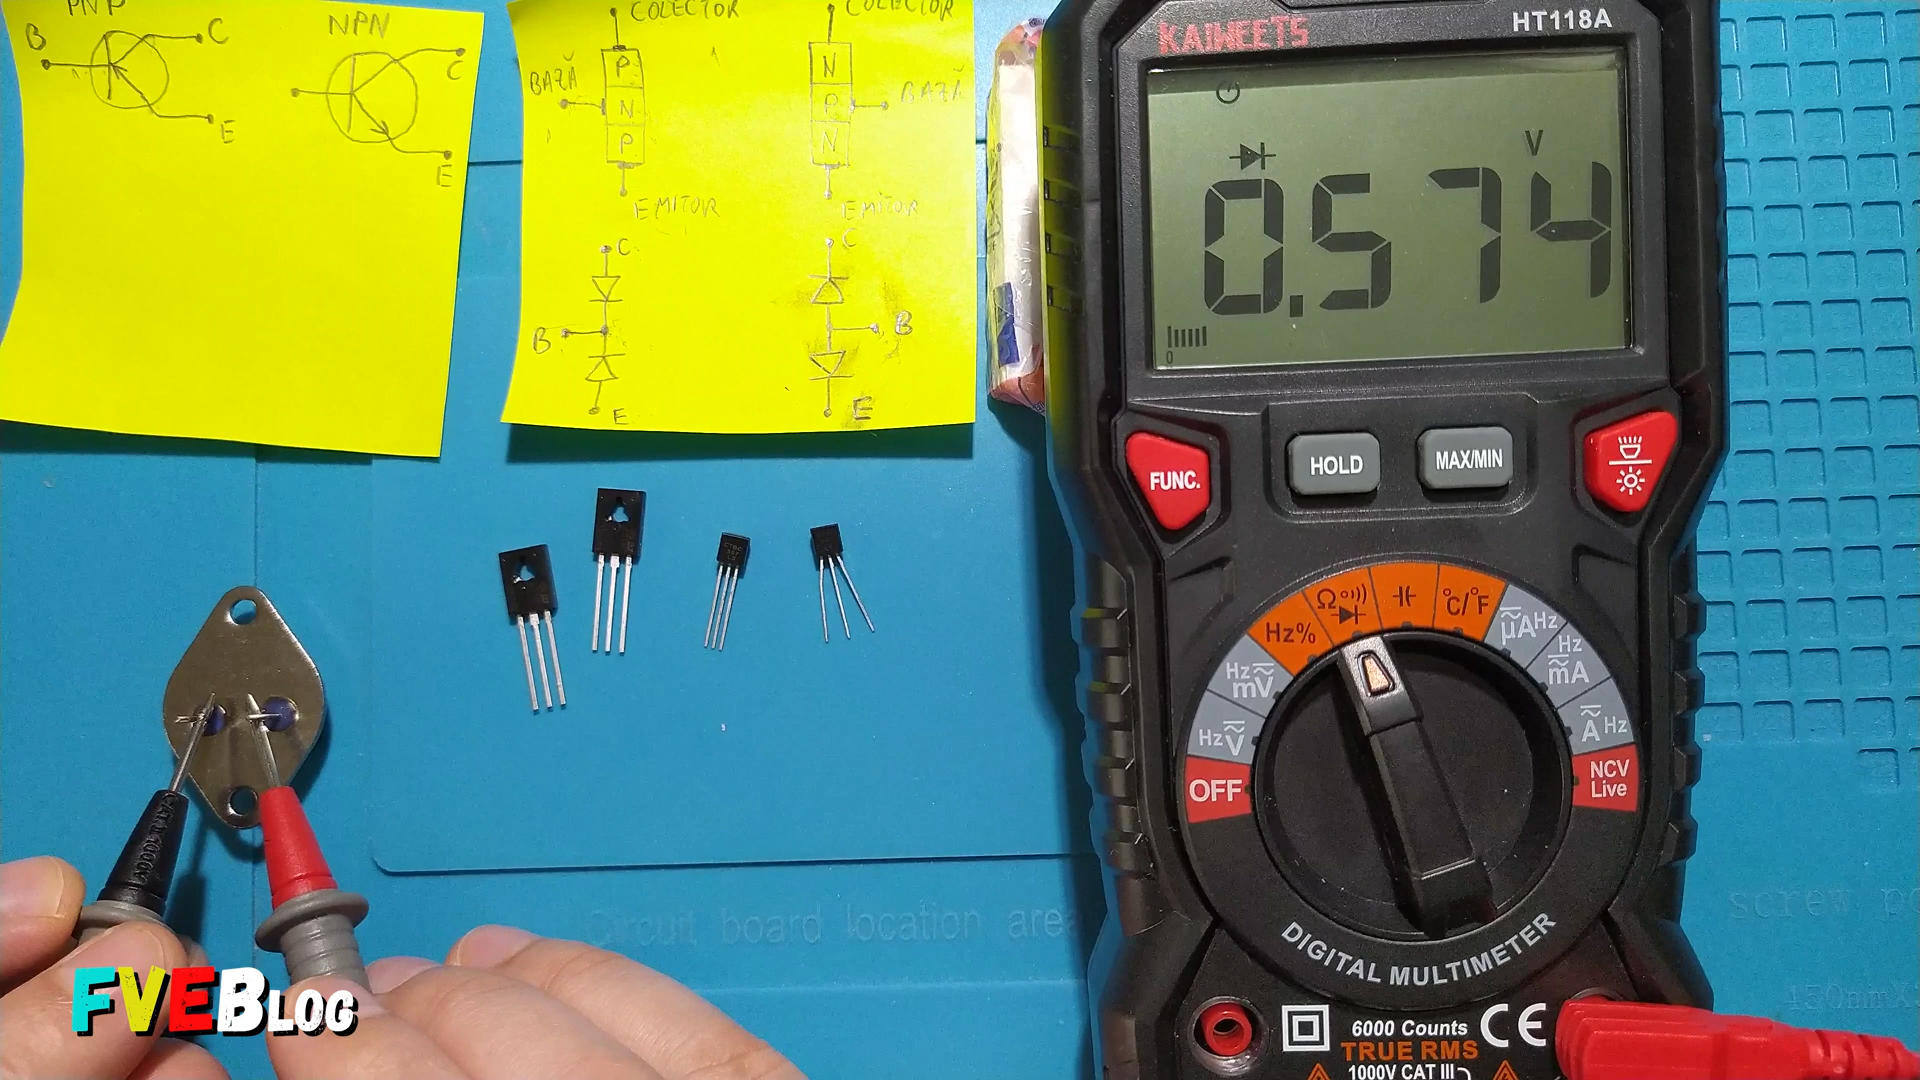 PNP
B
C
E
NPN
C
E
COLECTOR
P
BAZĂ
N
P
EMITOR
C
B
E
COLECTOR
N
P
BAZĂ
N
EMITOR
C
B
E
KAIWEETS
HT118A
V
0.574
0
FUNC.
HOLD
MAX/MIN
Hz%
Ω
°C/°F
µA Hz
Hz mA
A Hz
NCV Live
Hz mV
Hz V
OFF
DIGITAL MULTIMETER
6000 Counts
TRUE RMS
1000V CAT III
CE
Circuit board location area
screw
FVEBLOG